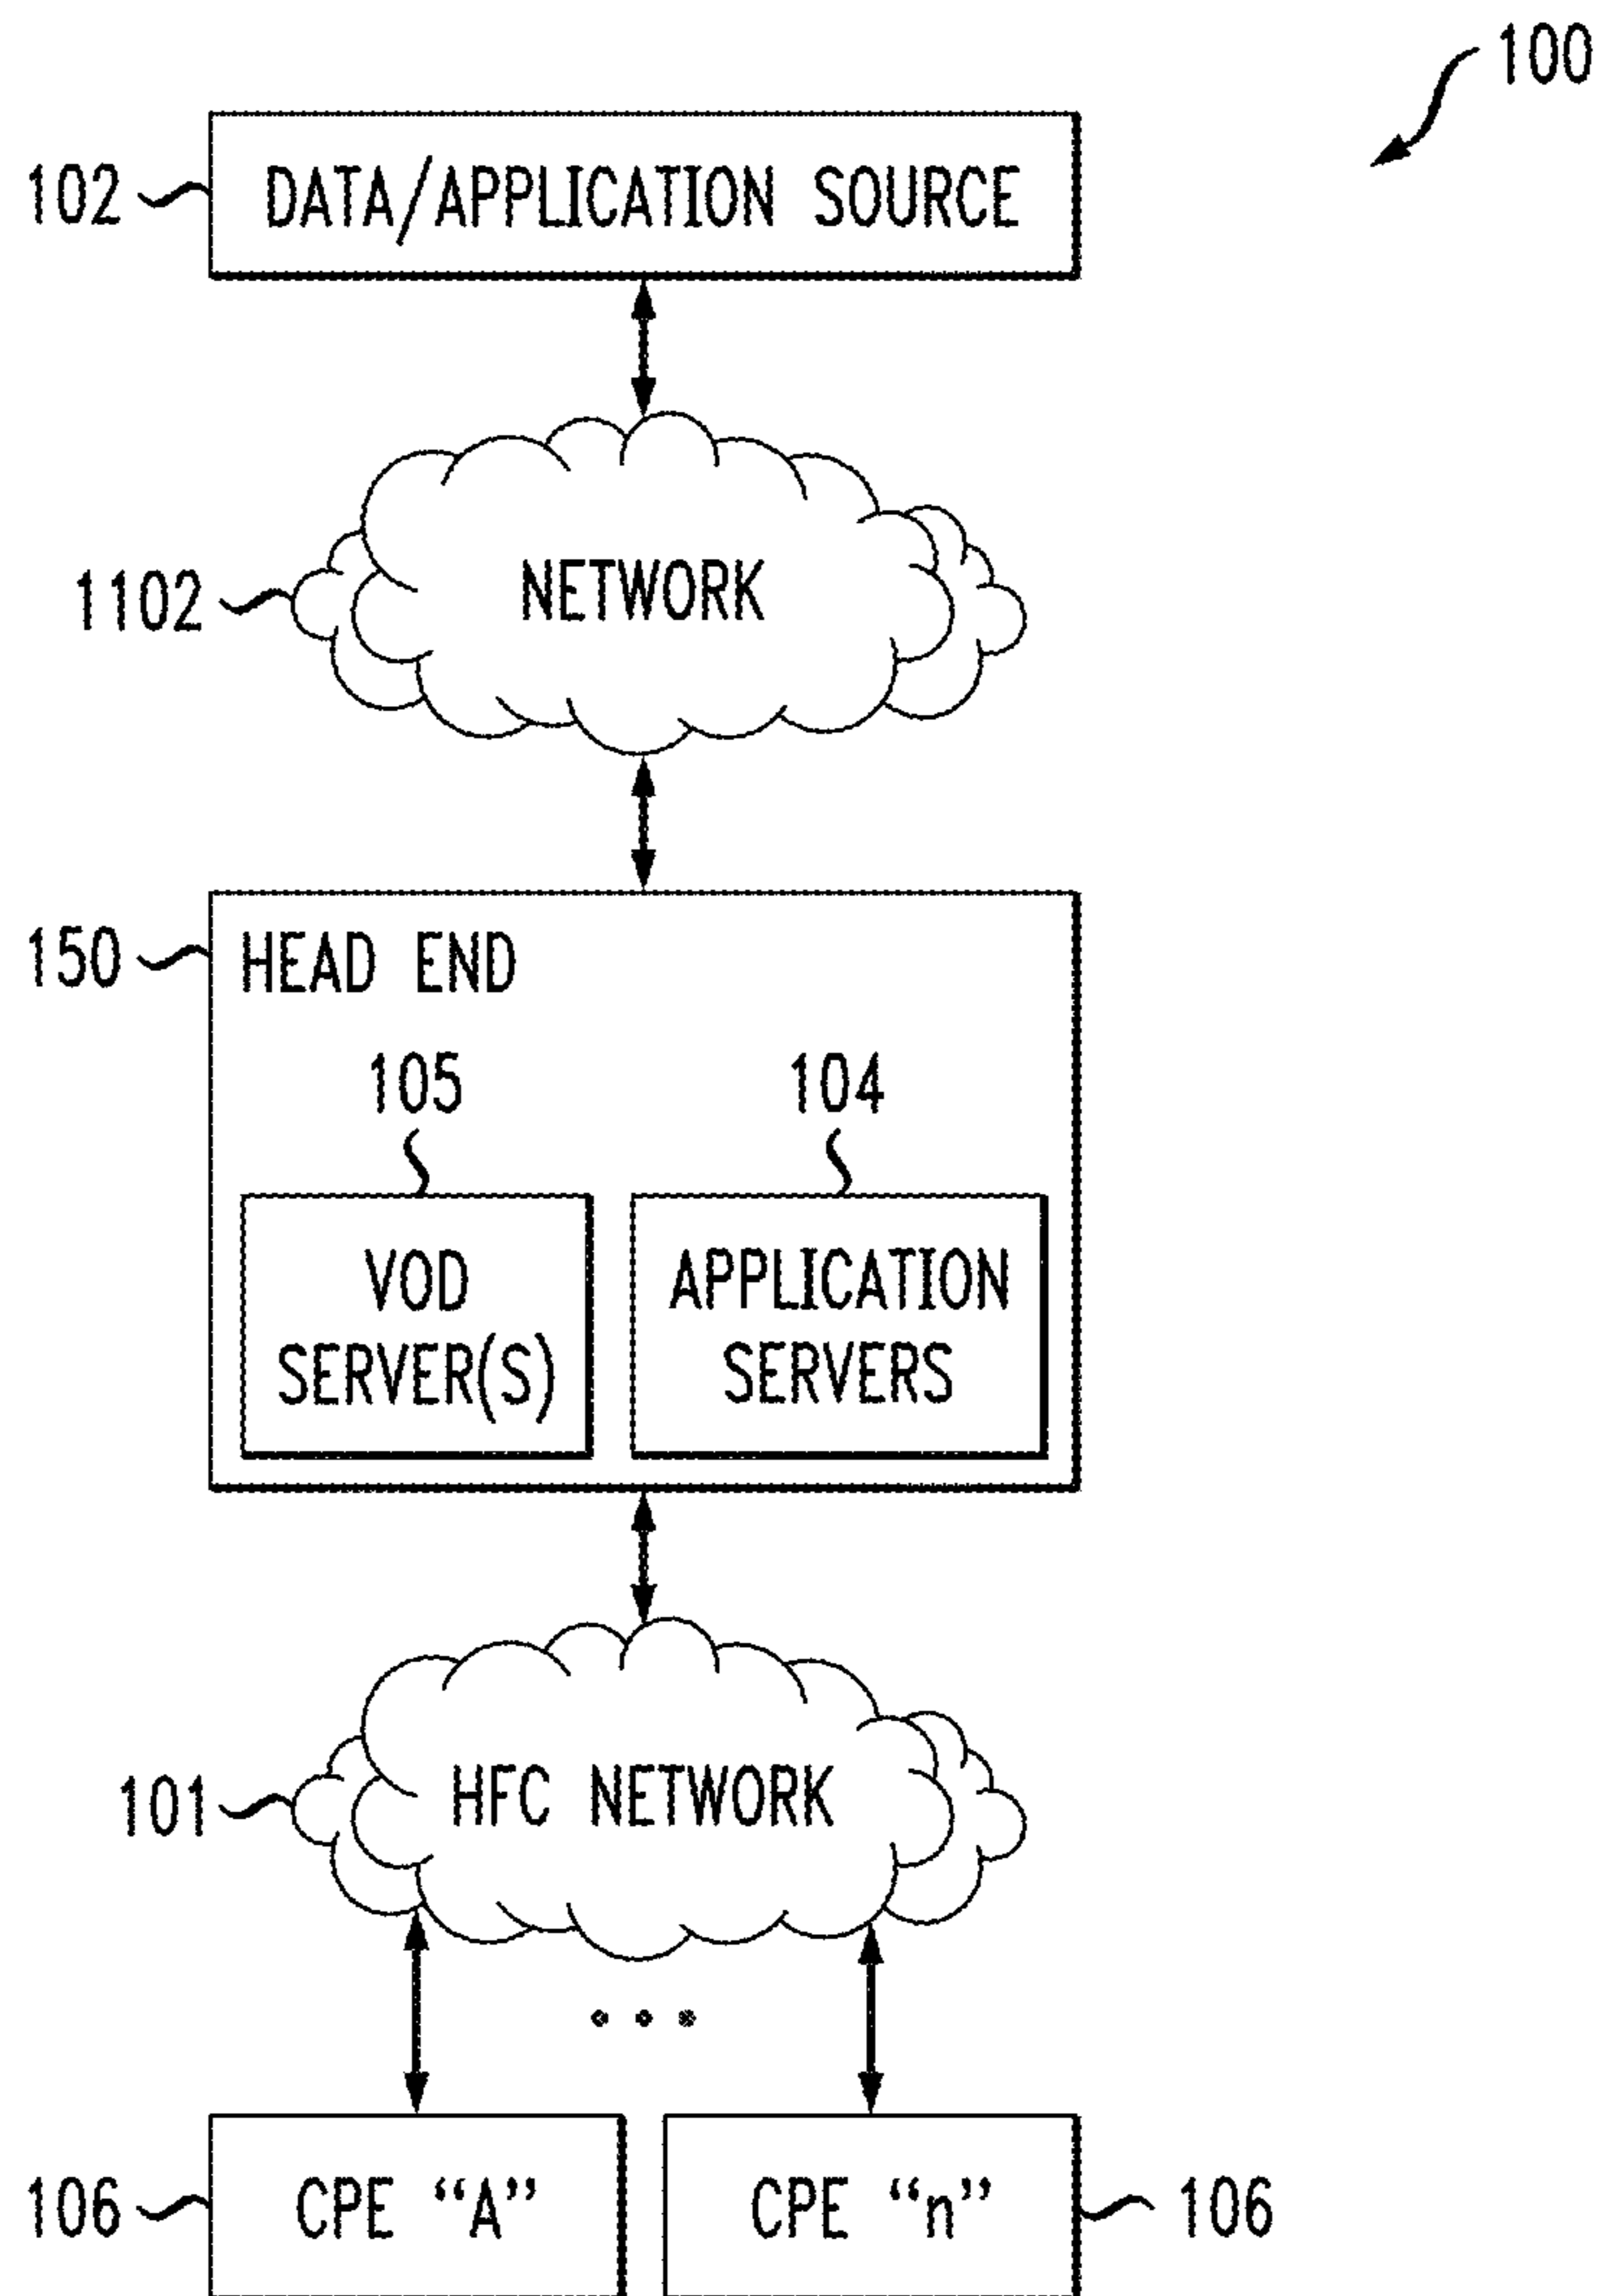 100
102
DATA/APPLICATION SOURCE
1102
NETWORK
150
HEAD END
105
104
VOD
SERVER(S)
APPLICATION
SERVERS
101
HFC NETWORK
106
CPE “A”
CPE “n”
106